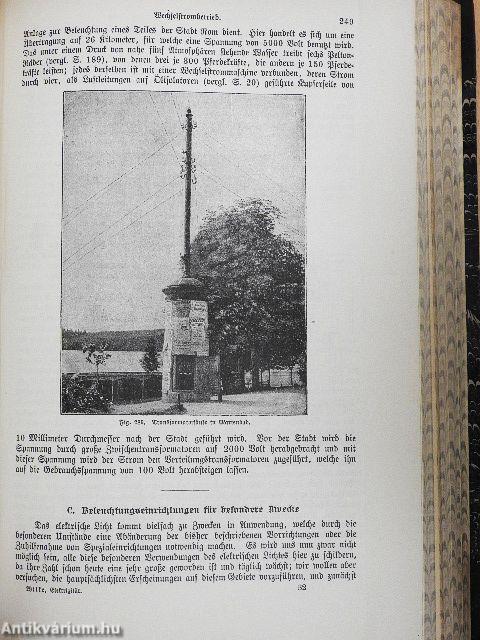 Wechselstrombetrieb. 249
Anlage zur Beleuchtung eines Teiles der Stadt Rom dient. Hier handelt es sich um eine
Übertragung auf 26 Kilometer, für welche eine Spannung von 5000 Volt benutzt wird.
Das unter einem Druck von nahe fünf Atmosphären stehende Wasser treibt sechs Pelton-
Räder (vergl. S. 189), von denen drei je 300 Pferdekräfte, die andern je 150 Pferde-
kräfte leisten; jedes derselben ist mit einer Wechselstrommaschine verbunden, deren Strom
durch vier, als Luftleitungen auf Ölisolatoren (vergl. S. 20) geführte Kupferseile von
Fig. 289. Transformatorsäule in Marienbad.
10 Millimeter Durchmesser nach der Stadt geführt wird. Vor der Stadt wird die
Spannung durch große Zwischentransformatoren auf 2000 Volt herabgebracht und mit
dieser Spannung wird der Strom den Verteilungstransformatoren zugeführt, welche ihn
auf die Gebrauchsspannung von 100 Volt herabsteigen lassen.
C. Beleuchtungseinrichtungen für besondere Zwecke
Das elektrische Licht kommt vielfach zu Zwecken in Anwendung, welche durch die
besonderen Umstände eine Abänderung der bisher beschriebenen Vorrichtungen oder die
Zuhilfenahme von Spezialeinrichtungen notwendig machen. Es wird uns nun zwar nicht
möglich sein, alle diese besonderen Verwendungen des elektrischen Lichtes hier zu schildern,
da ihre Zahl schon heute eine sehr große geworden ist und täglich wächst; wir wollen aber
versuchen, die hauptsächlichsten Erscheinungen auf diesem Gebiete vorzuführen, und zunächst
Wilke, Elektrizität. 32
Antikvárium.hu